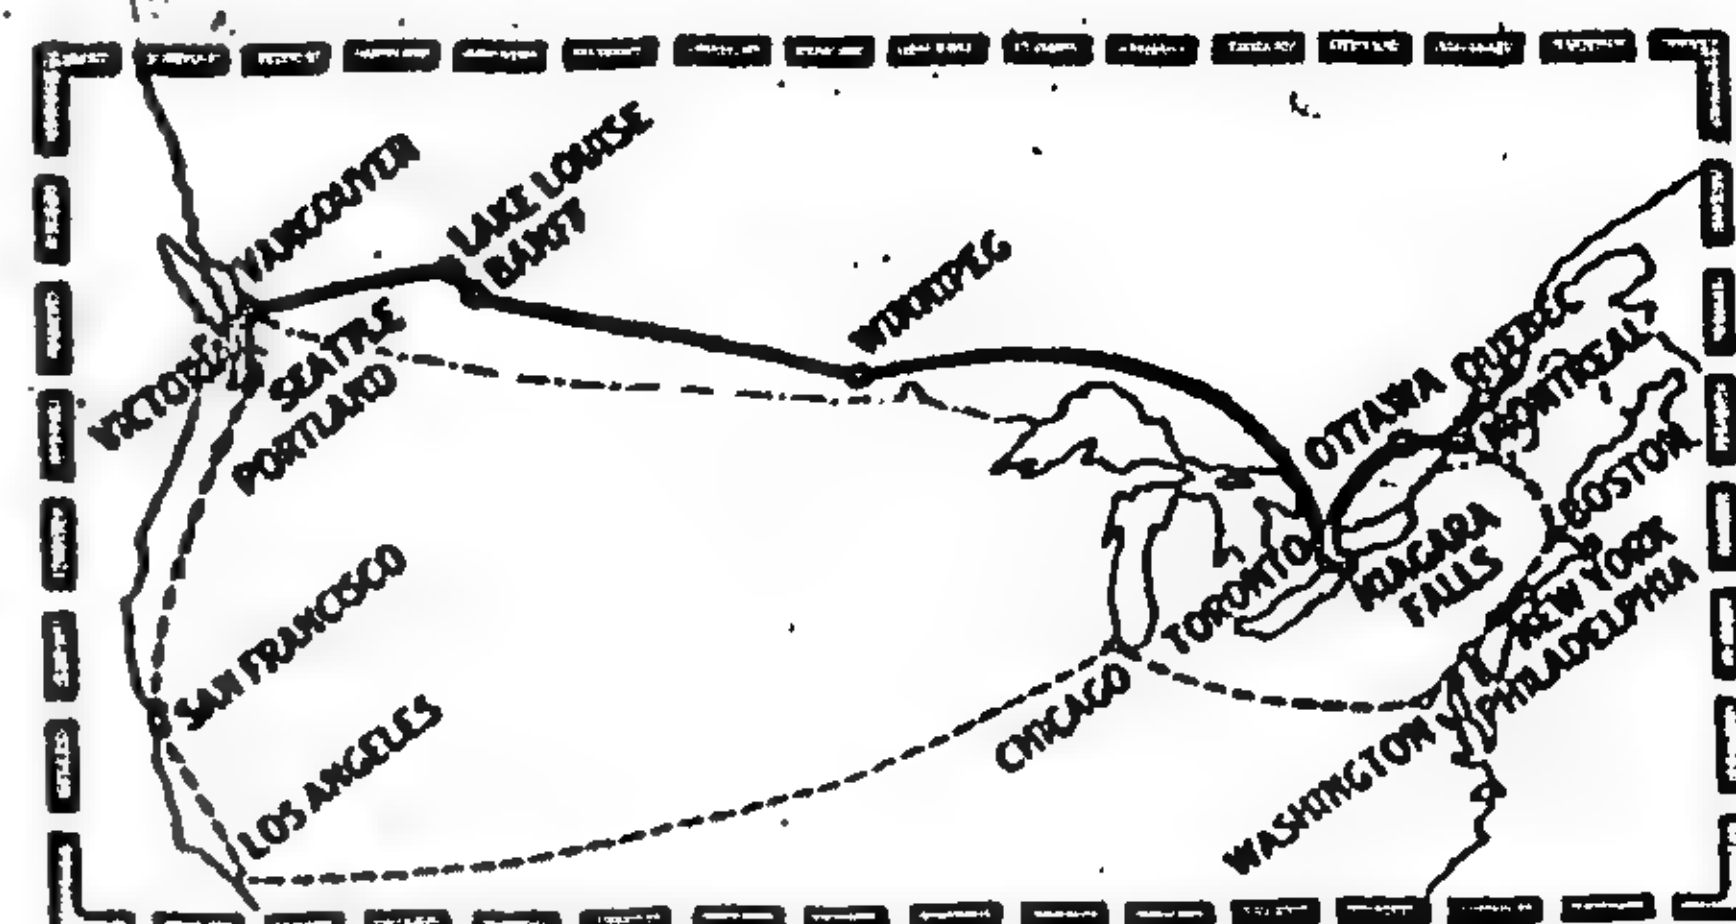 VANCOUVER
LAKE LOUISE
BANFF
WINNIPEG
VICTORIA
SEATTLE
PORTLAND
OTTAWA
QUEBEC
MONTREAL
BOSTON
NIAGARA
FALLS
NEW YORK
PHILADELPHIA
TORONTO
SAN FRANCISCO
LOS ANGELES
CHICAGO
WASHINGTON